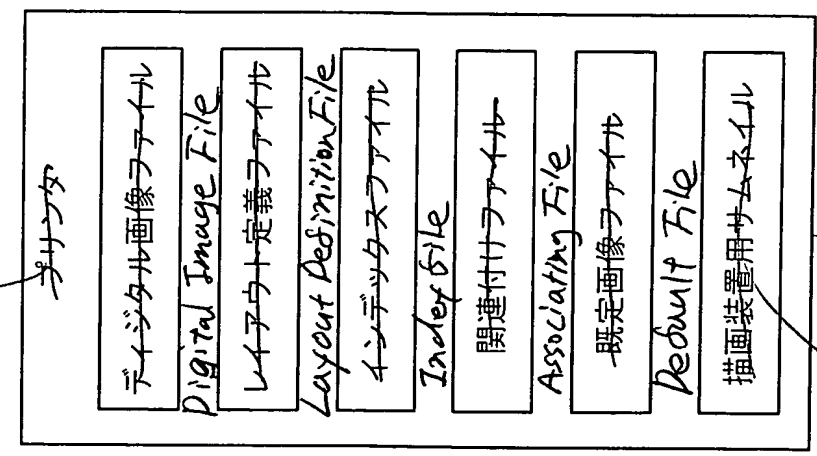 プリンタ
ディジタル画像ファイル
Digital Image File
レイアウト定義ファイル
Layout Definition File
インデックスファイル
Index File
関連付けファイル
Associating File
既定画像ファイル
Default File
描画装置用サムネイル